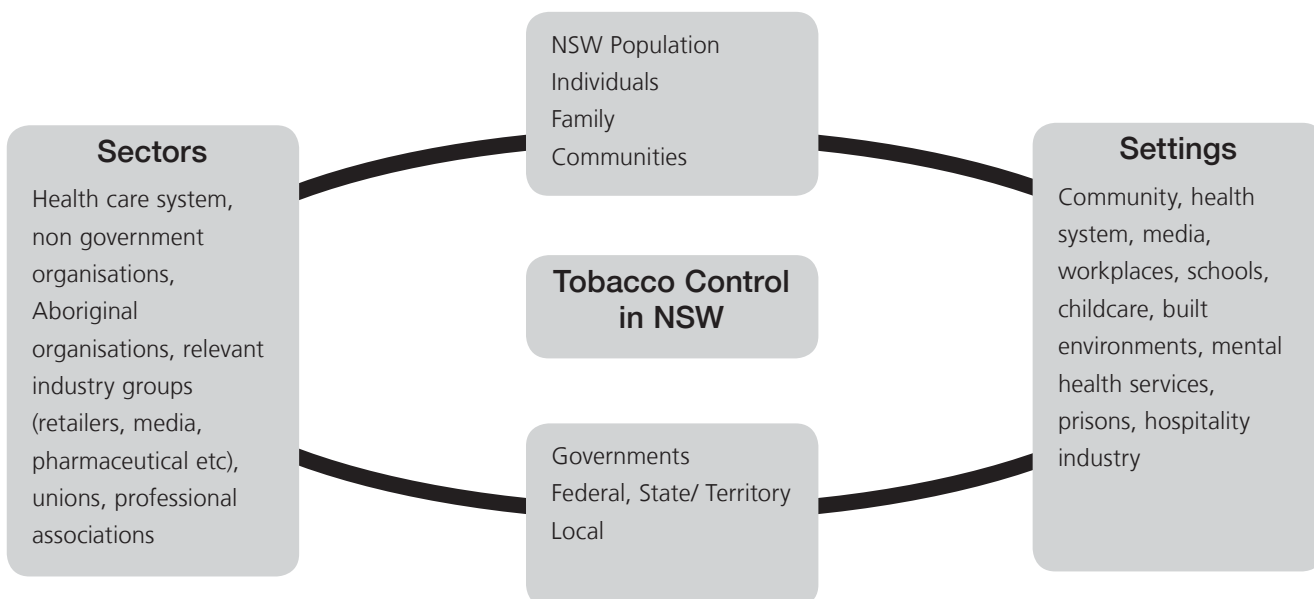 NSW Population
Individuals
Family
Communities
Sectors
Health care system,
non government
organisations,
Aboriginal
organisations, relevant
industry groups
(retailers, media,
pharmaceutical etc),
unions, professional
associations
Tobacco Control
in NSW
Settings
Community, health
system, media,
workplaces, schools,
childcare, built
environments, mental
health services,
prisons, hospitality
industry
Governments
Federal, State/ Territory
Local